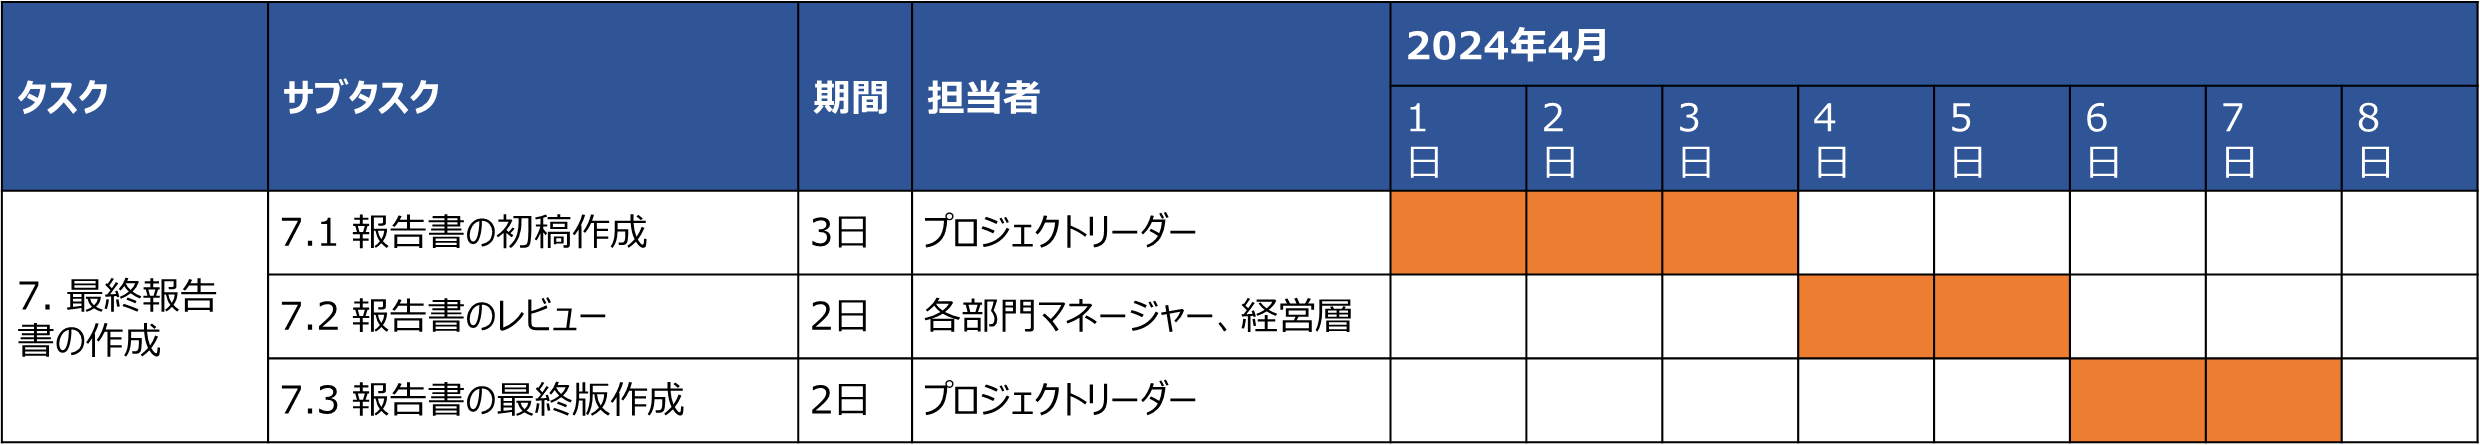 タスク
サブタスク
期間
担当者
2024年4月
1
日
2
日
3
日
4
日
5
日
6
日
7
日
8
日
7. 最終報告
書の作成
7.1 報告書の初稿作成
3日
プロジェクトリーダー
7.2 報告書のレビュー
2日
各部門マネージャー、経営層
7.3 報告書の最終版作成
2日
プロジェクトリーダー